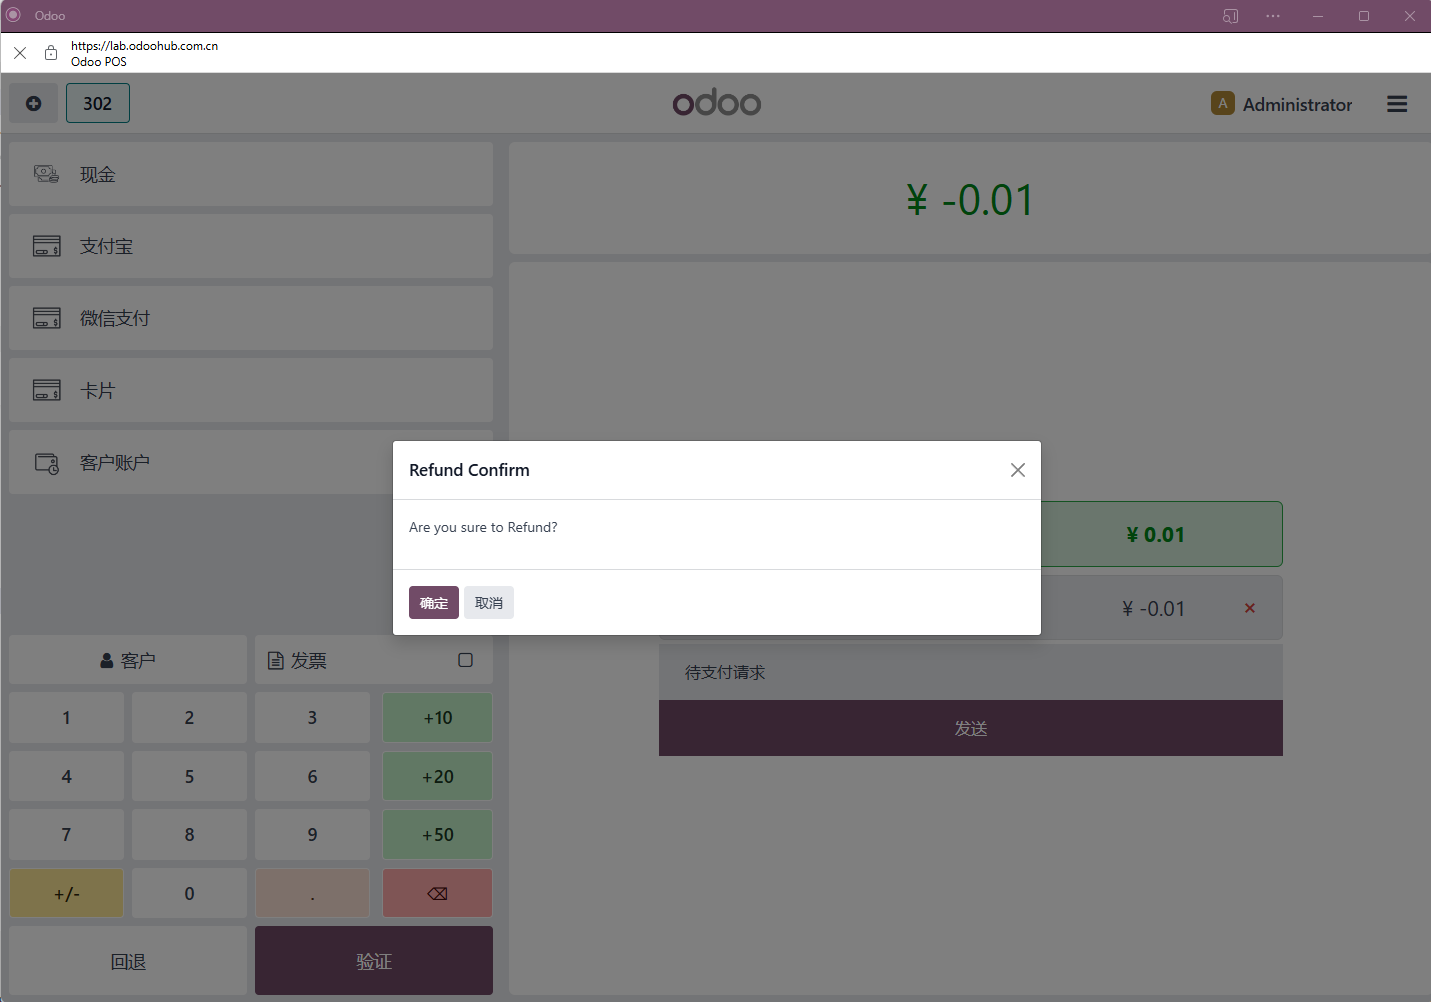 Odoo
https://lab.odoohub.com.cn
Odoo POS
302
odoo
A Administrator
现金
支付宝
微信支付
卡片
客户账户
¥ -0.01
Refund Confirm
Are you sure to Refund?
确定 取消
¥ 0.01
¥ -0.01
待支付请求
发送
客户 发票
1 2 3 +10
4 5 6 +20
7 8 9 +50
+/- 0 .
回退 验证